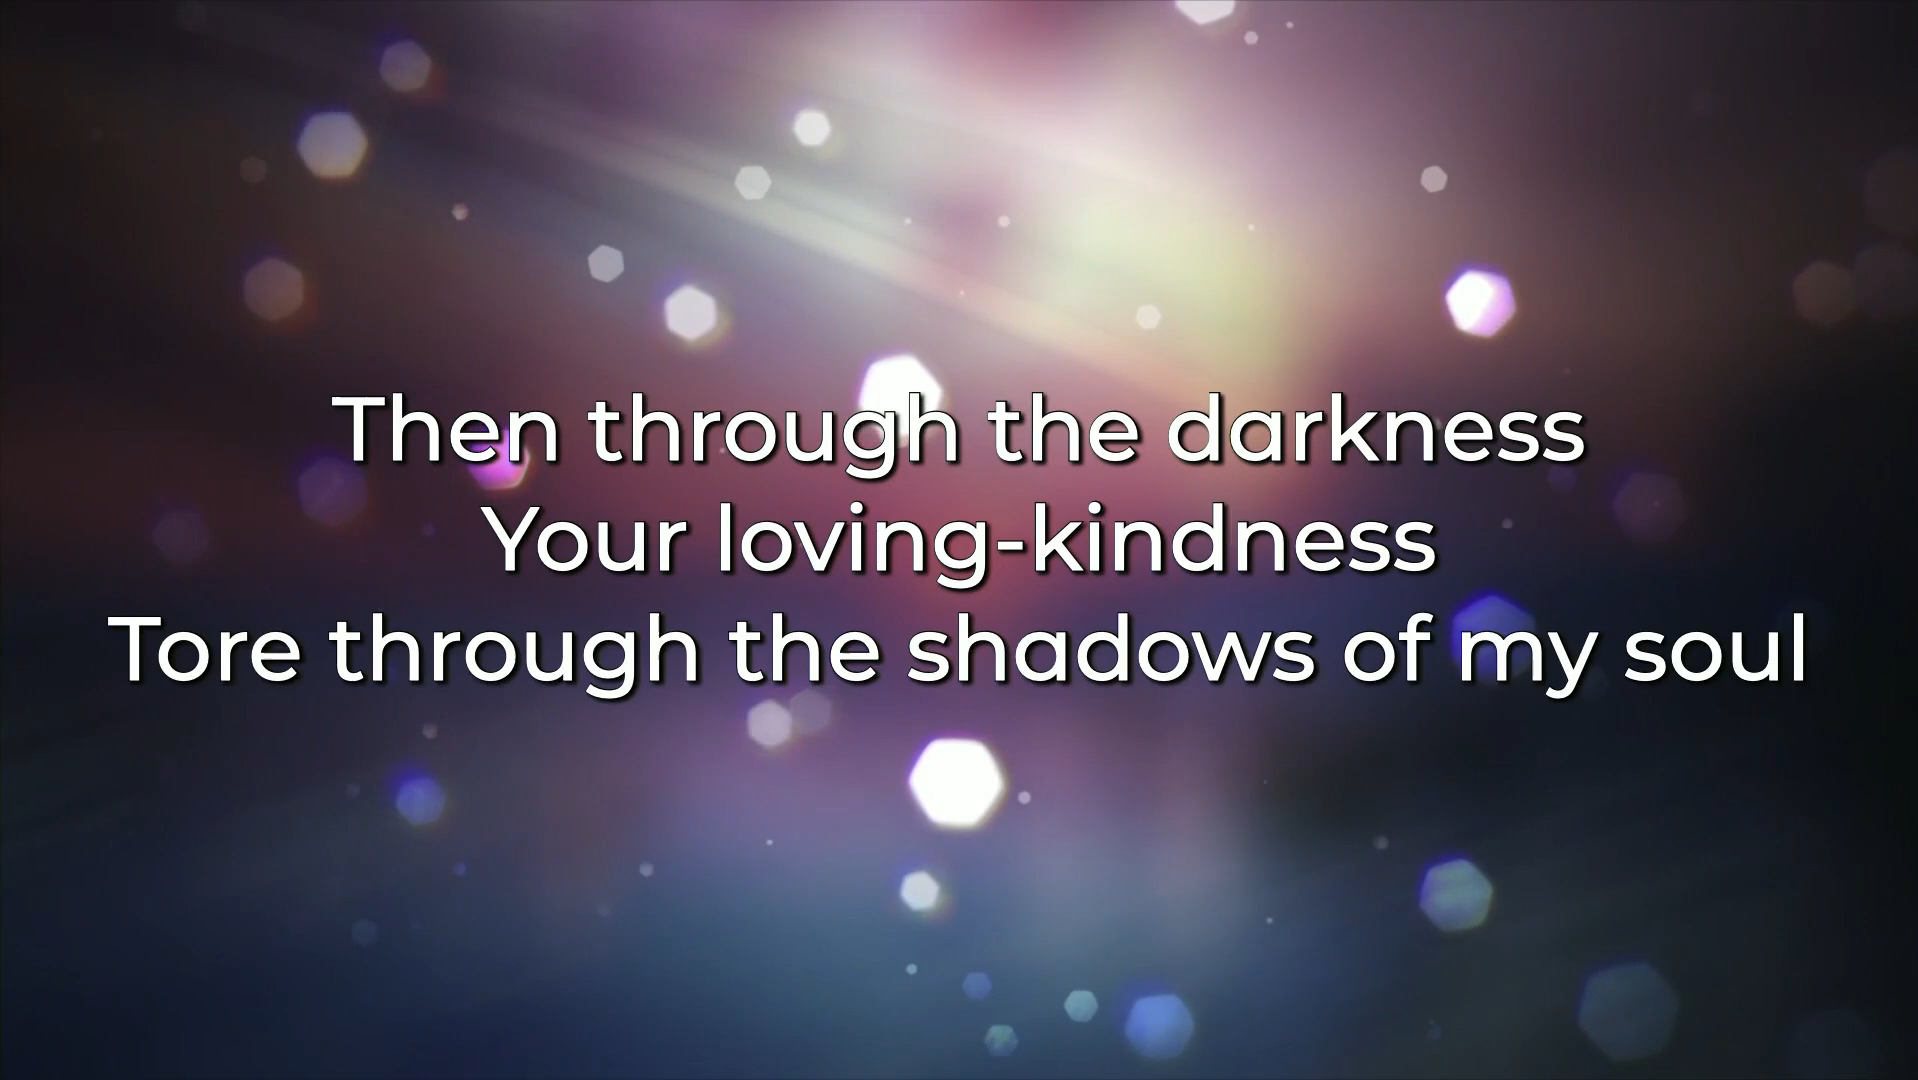 Then through the darkness
Your loving-kindness
Tore through the shadows of my soul